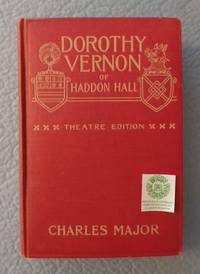 DOROTHY
VERNON
OF
HADDON HALL
THEATRE EDITION
CHARLES MAJOR